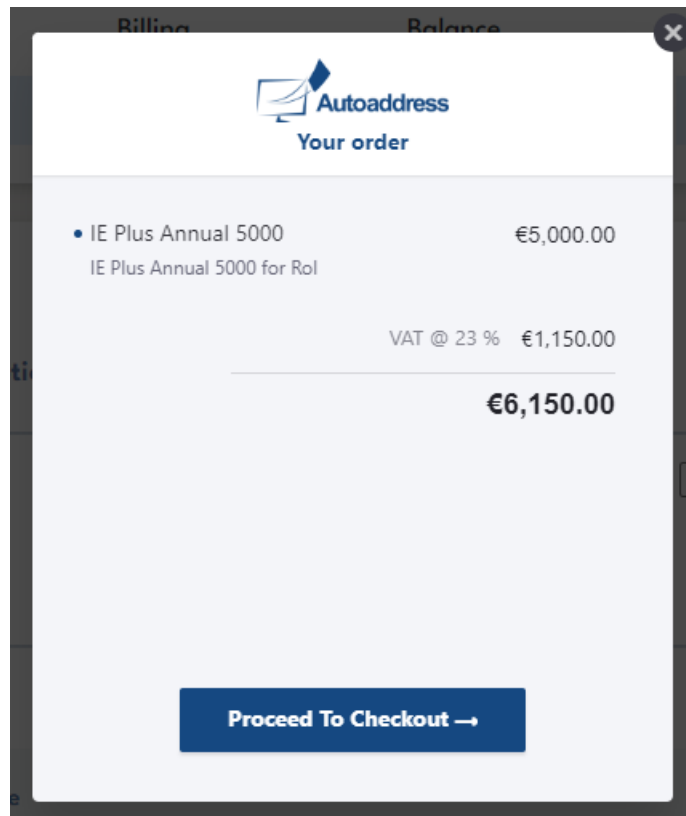 Billing Balance
Autoaddress
Your order
• IE Plus Annual 5000 €5,000.00
IE Plus Annual 5000 for RoI
VAT @ 23 % €1,150.00
€6,150.00
Proceed To Checkout →